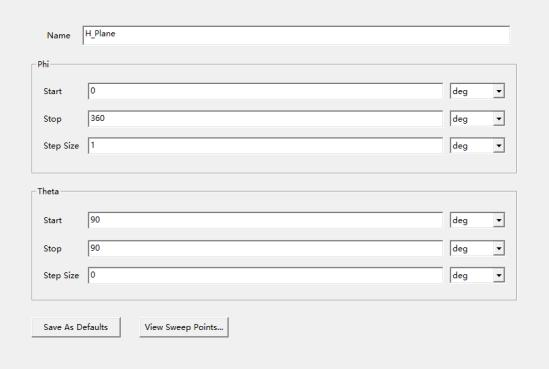 Name H_Plane
Phi
Start 0 deg
Stop 360 deg
Step Size 1 deg
Theta
Start 90 deg
Stop 90 deg
Step Size 0 deg
Save As Defaults View Sweep Points...